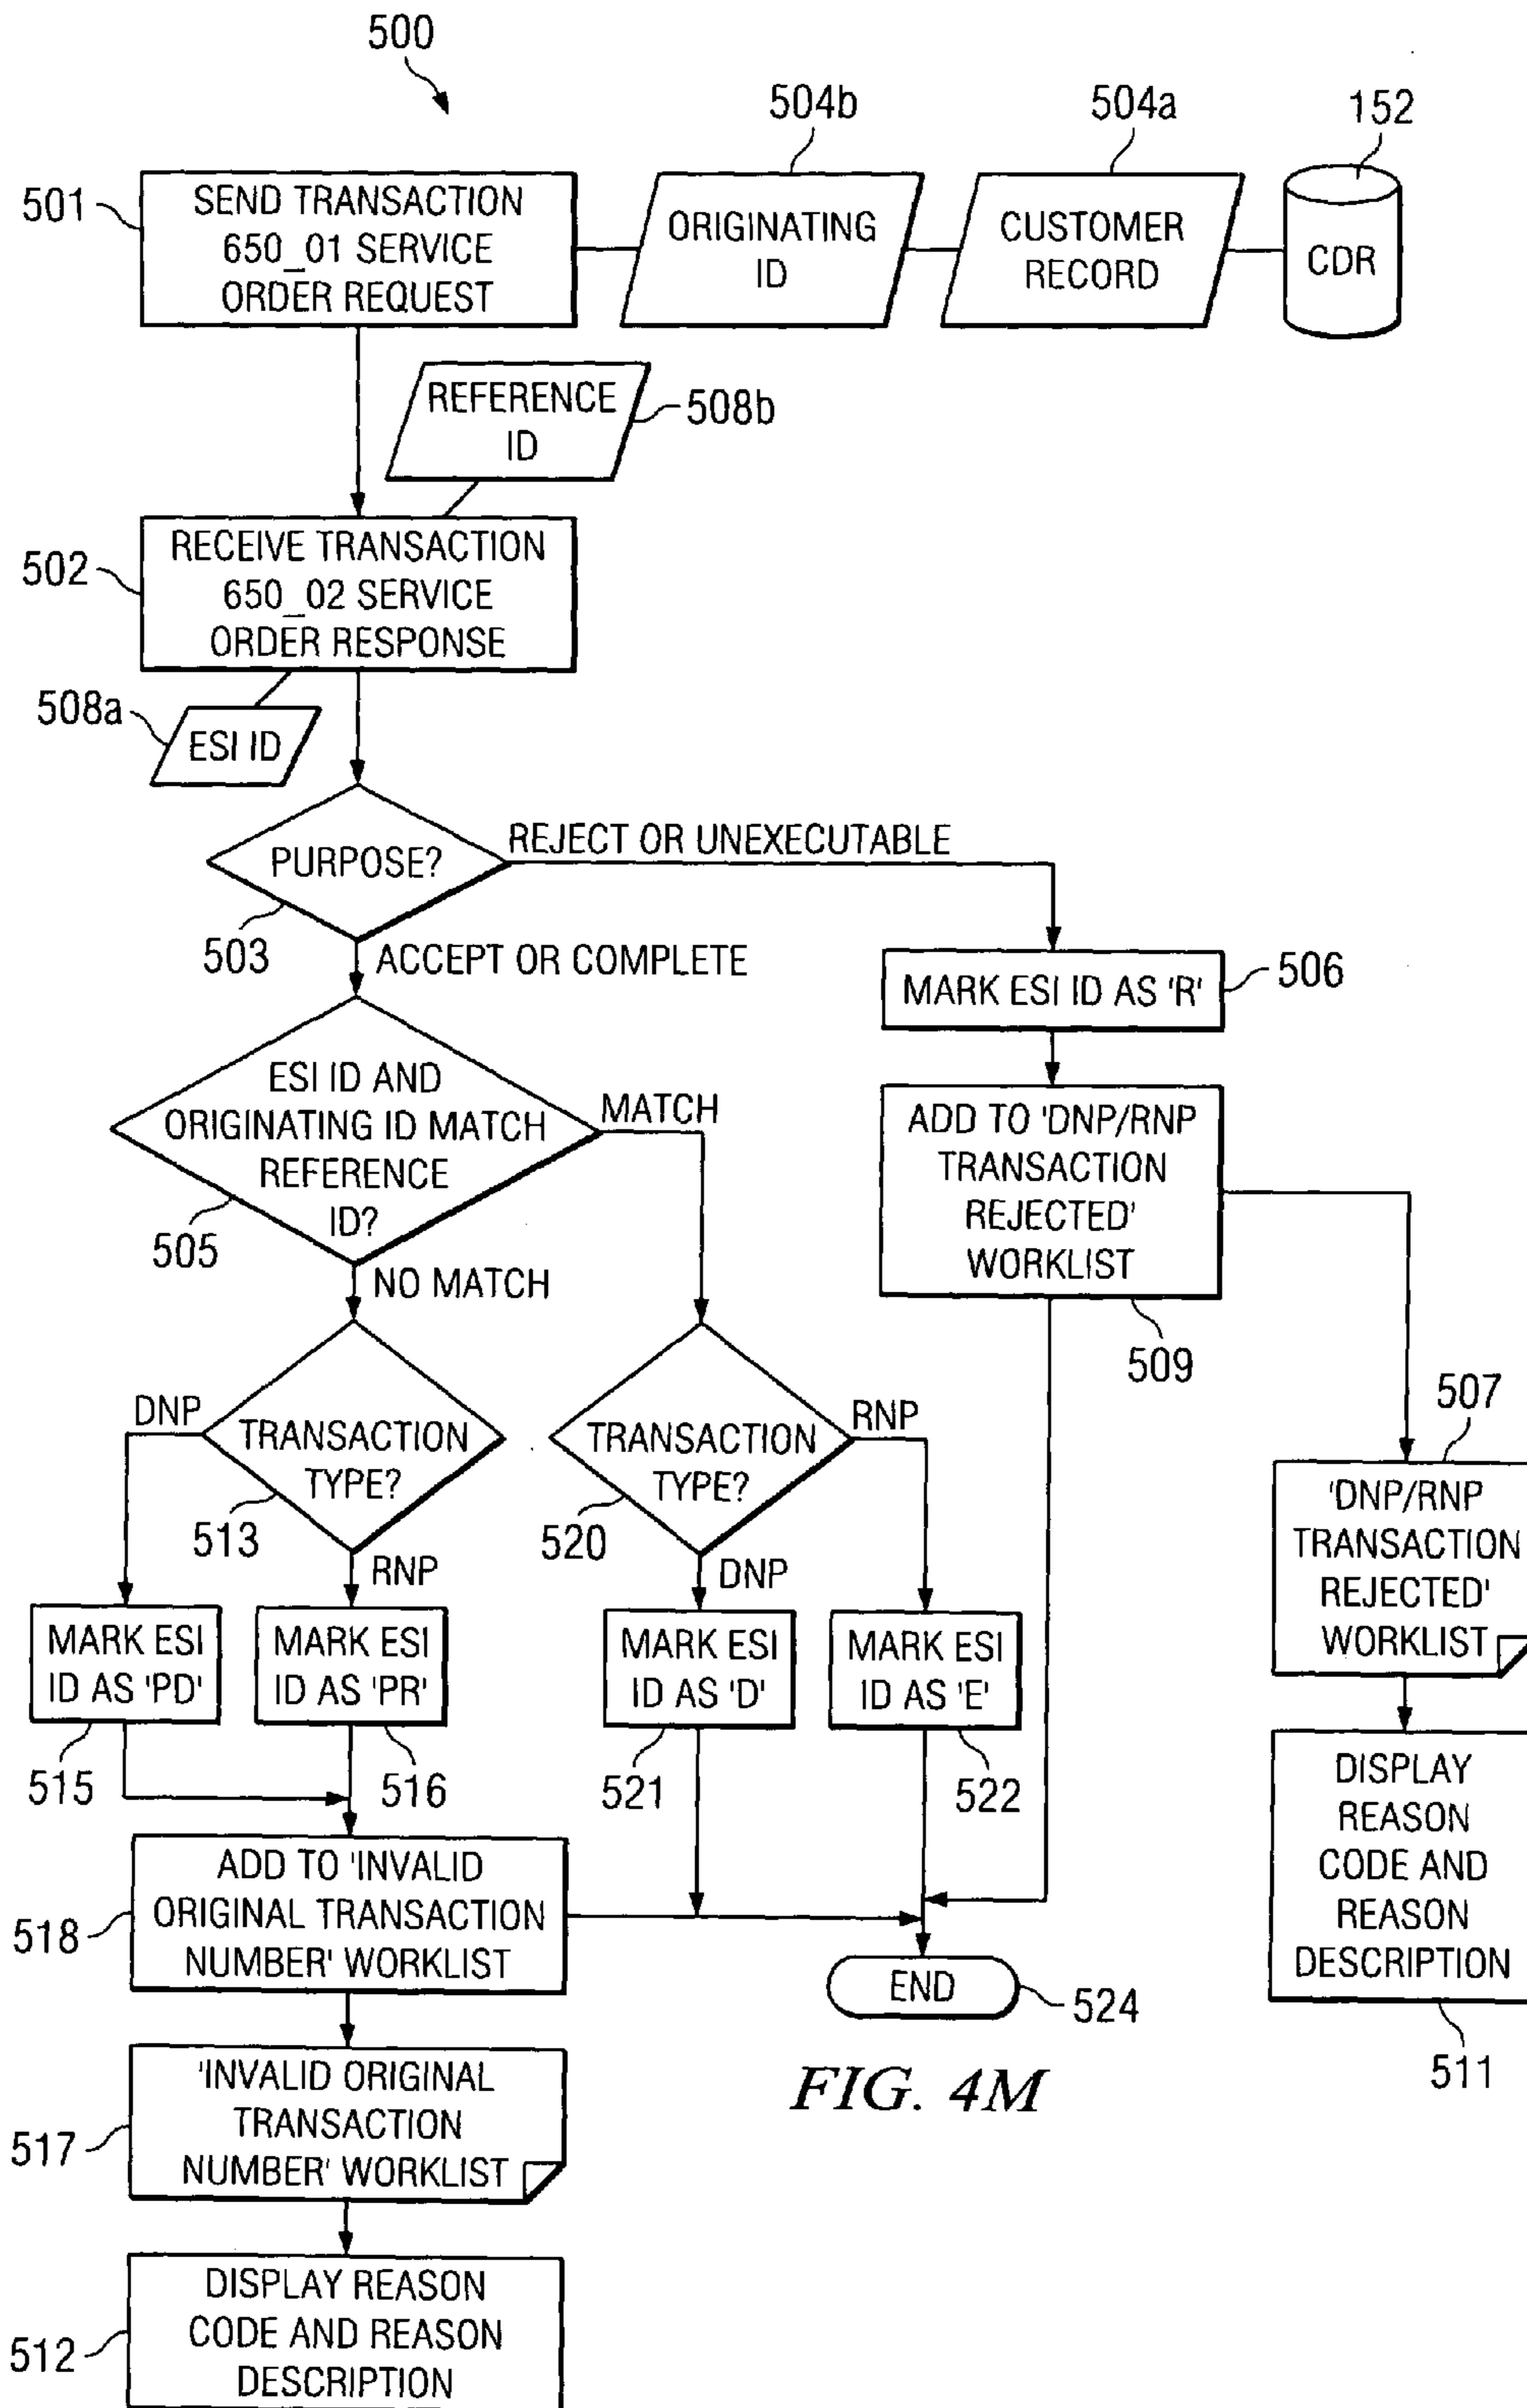 500
504b
504a
152
501
SEND TRANSACTION
650_01 SERVICE
ORDER REQUEST
ORIGINATING
ID
CUSTOMER
RECORD
CDR
REFERENCE
ID
508b
502
RECEIVE TRANSACTION
650_02 SERVICE
ORDER RESPONSE
508a
ESI ID
PURPOSE?
REJECT OR UNEXECUTABLE
503
ACCEPT OR COMPLETE
MARK ESI ID AS 'R'
506
ESI ID AND
ORIGINATING ID MATCH
REFERENCE
ID?
MATCH
505
NO MATCH
ADD TO 'DNP/RNP
TRANSACTION
REJECTED'
WORKLIST
509
DNP
TRANSACTION
TYPE?
513
RNP
TRANSACTION
TYPE?
RNP
520
DNP
507
'DNP/RNP
TRANSACTION
REJECTED'
WORKLIST
MARK ESI
ID AS 'PD'
MARK ESI
ID AS 'PR'
MARK ESI
ID AS 'D'
MARK ESI
ID AS 'E'
515
516
521
522
DISPLAY
REASON
CODE AND
REASON
DESCRIPTION
511
518
ADD TO 'INVALID
ORIGINAL TRANSACTION
NUMBER' WORKLIST
END
524
517
'INVALID ORIGINAL
TRANSACTION
NUMBER' WORKLIST
FIG. 4M
512
DISPLAY REASON
CODE AND REASON
DESCRIPTION